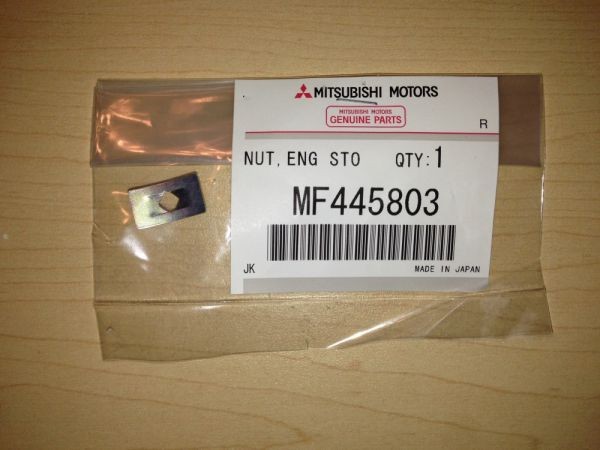 MITSUBISHI MOTORS
MITSUBISHI MOTORS
GENUINE PARTS
R
NUT, ENG STO QTY:1
MF445803
JK MADE IN JAPAN